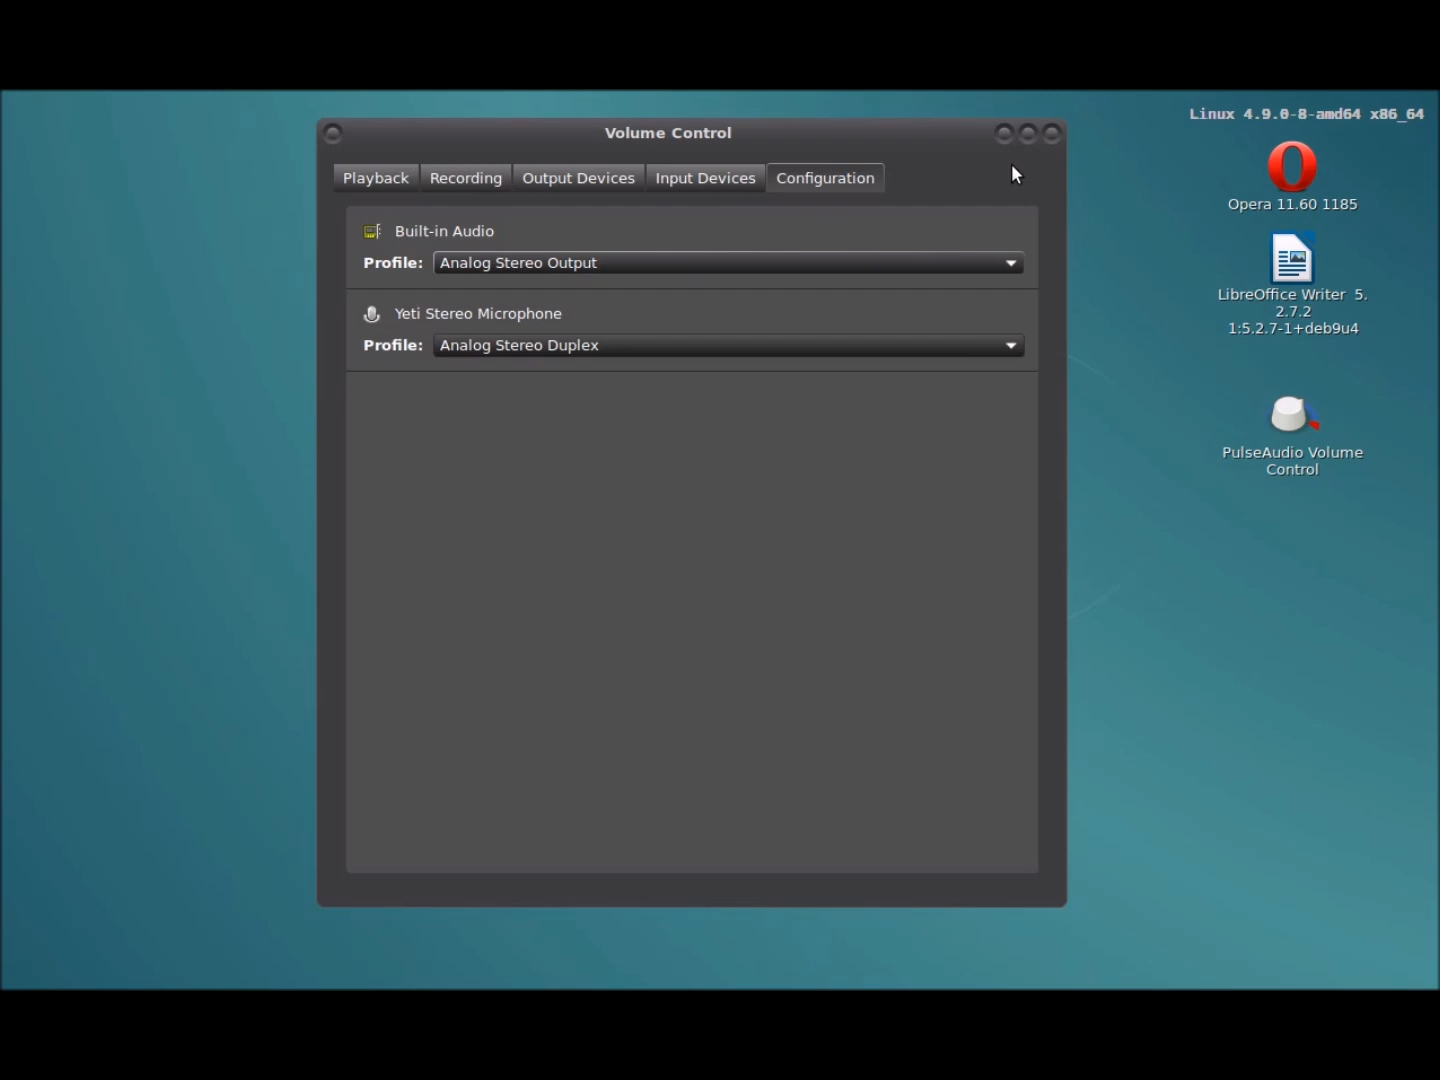 Linux 4.9.0-8-amd64 x86_64
Volume Control
Playback Recording Output Devices Input Devices Configuration
Built-in Audio
Profile: Analog Stereo Output
Yeti Stereo Microphone
Profile: Analog Stereo Duplex
Opera 11.60 1185
LibreOffice Writer 5.
2.7.2
1:5.2.7-1+deb9u4
PulseAudio Volume
Control